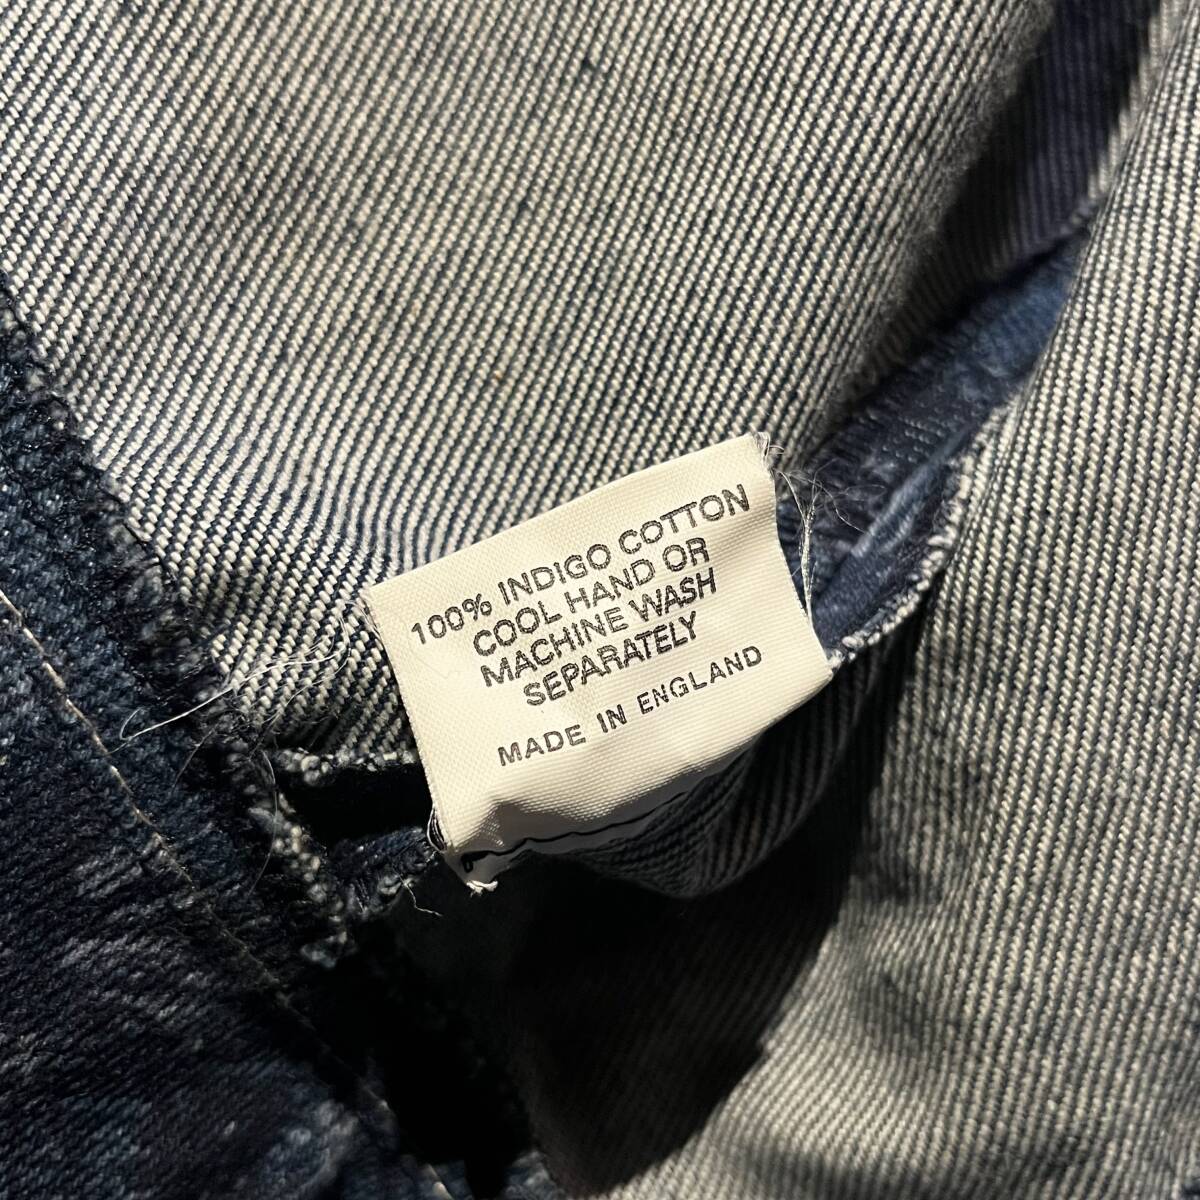 100% INDIGO COTTON
COOL HAND OR
MACHINE WASH
SEPARATELY
MADE IN ENGLAND